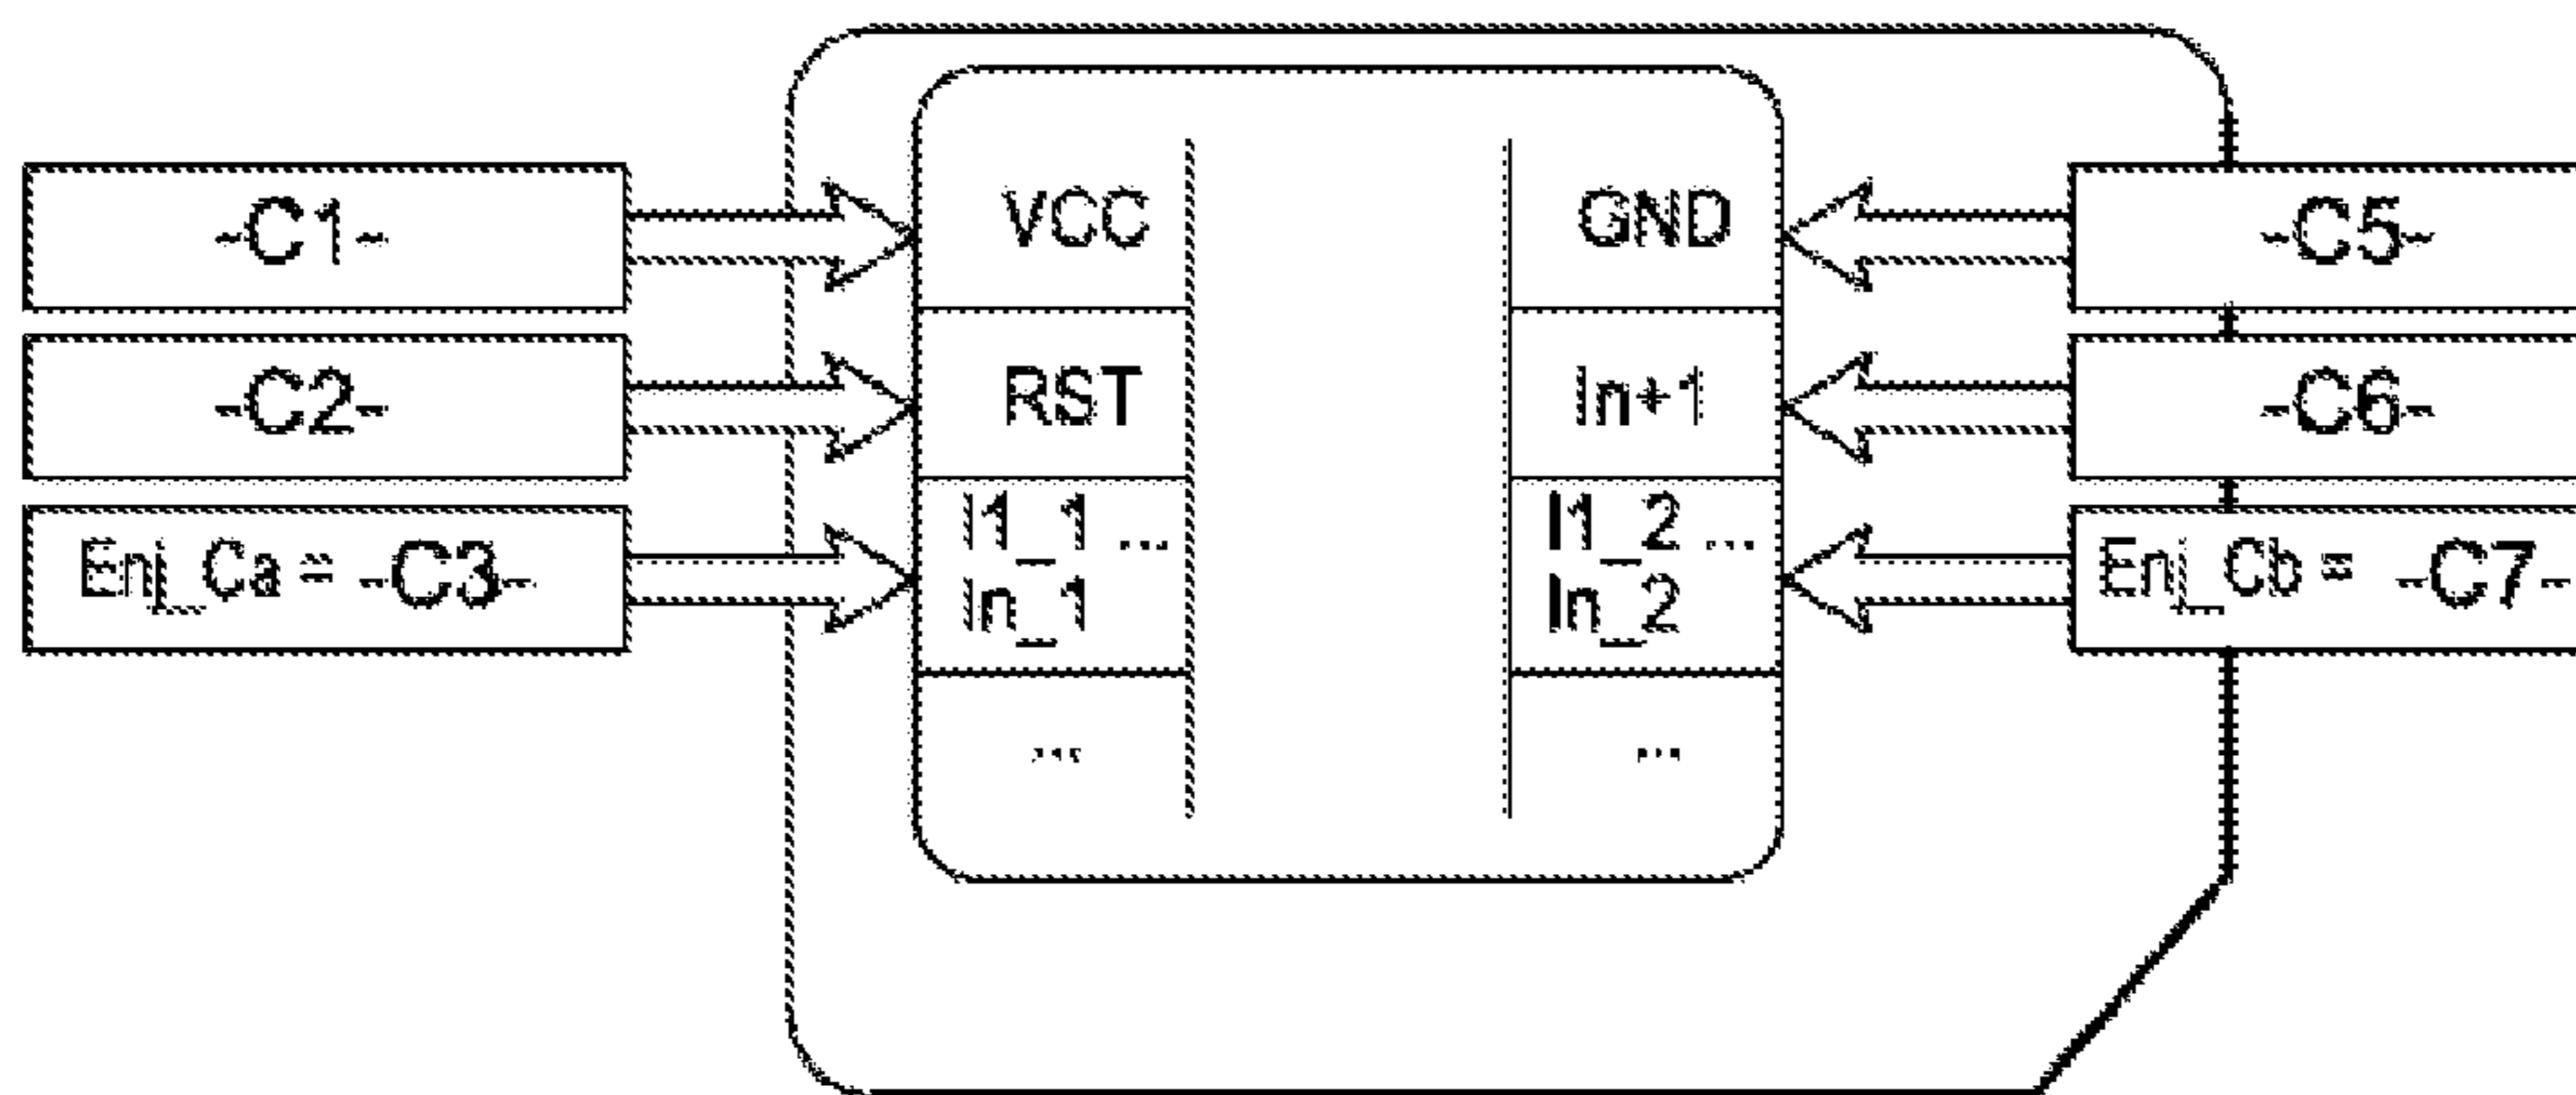 -C1-
VCC
GND
-C5-
-C2-
RST
In+1
-C6-
Enj_Ca = -C3-
I1_1 ...
In_1
I1_2 ...
In_2
Enj_Cb = -C7-
...
...